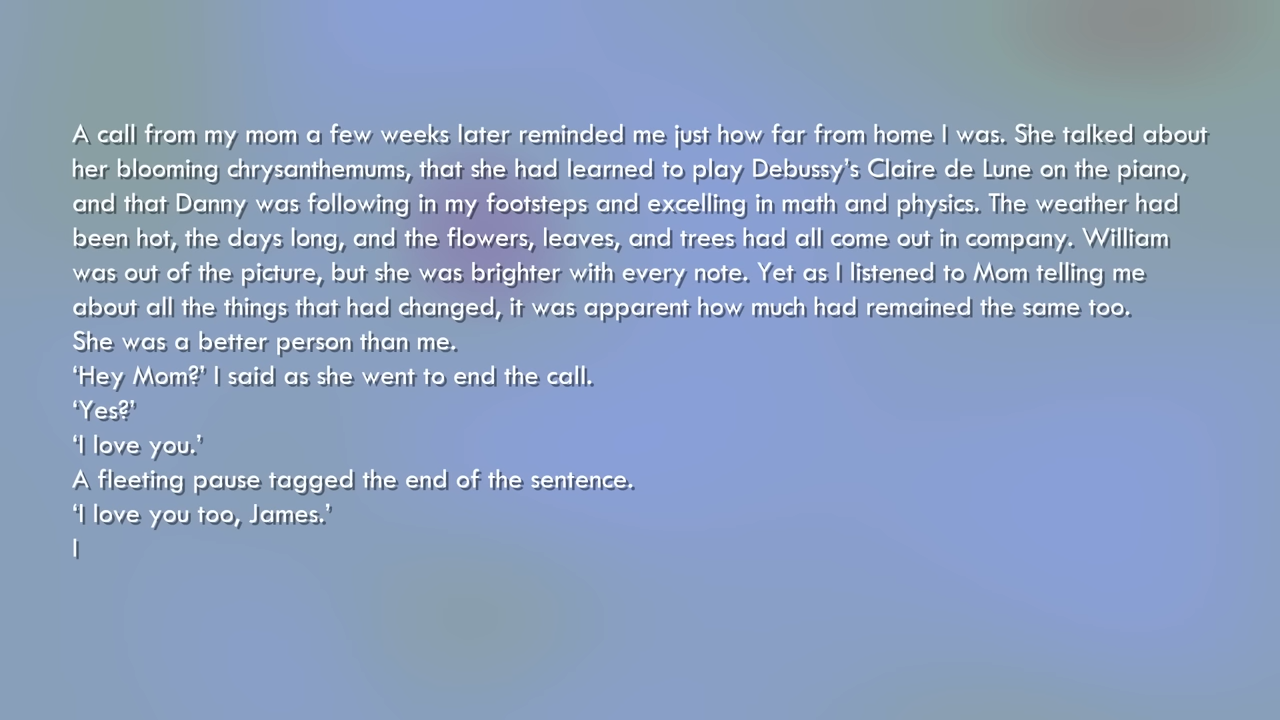 A call from my mom a few weeks later reminded me just how far from home I was. She talked about
her blooming chrysanthemums, that she had learned to play Debussy’s Claire de Lune on the piano,
and that Danny was following in my footsteps and excelling in math and physics. The weather had
been hot, the days long, and the flowers, leaves, and trees had all come out in company. William
was out of the picture, but she was brighter with every note. Yet as I listened to Mom telling me
about all the things that had changed, it was apparent how much had remained the same too.
She was a better person than me.
‘Hey Mom?’ I said as she went to end the call.
‘Yes?’
‘I love you.’
A fleeting pause tagged the end of the sentence.
‘I love you too, James.’
I